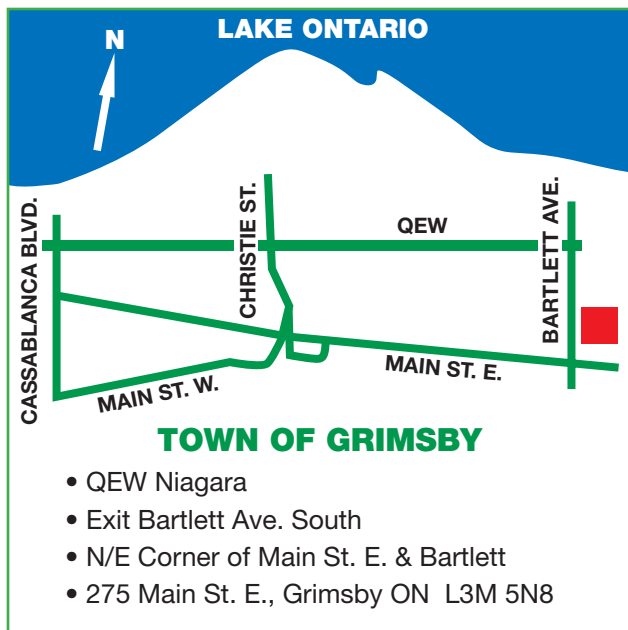 LAKE ONTARIO
N
CASSABLANCA BLVD.
CHRISTIE ST.
QEW
BARTLETT AVE.
MAIN ST. W.
MAIN ST. E.
TOWN OF GRIMSBY
• QEW Niagara
• Exit Bartlett Ave. South
• N/E Corner of Main St. E. & Bartlett
• 275 Main St. E., Grimsby ON L3M 5N8